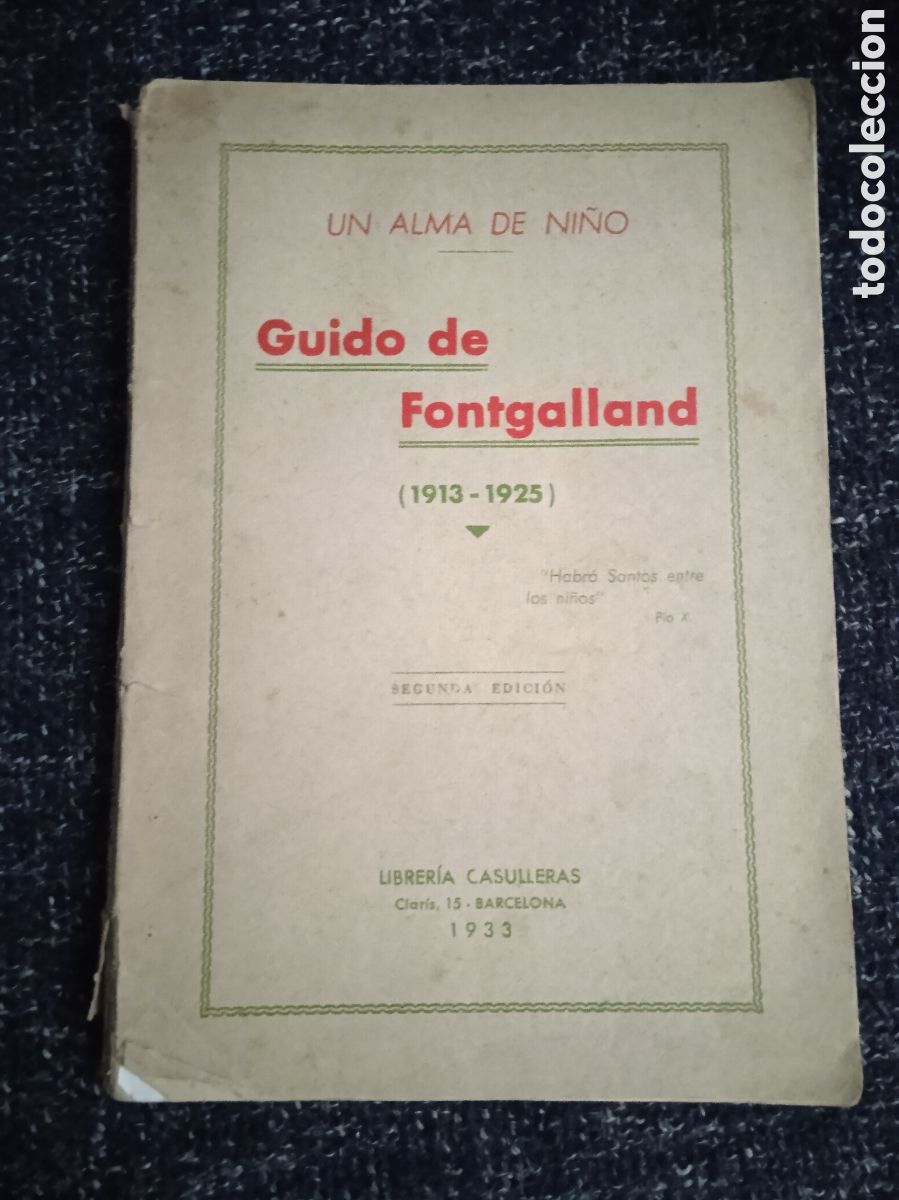 UN ALMA DE NIÑO
Guido de
Fontgalland
(1913-1925)
"Habrá Santos entre
los niños"
Pío X
SEGUNDA EDICIÓN
LIBRERÍA CASULLERAS
Clarís, 15 - BARCELONA
1933
todocoleccion